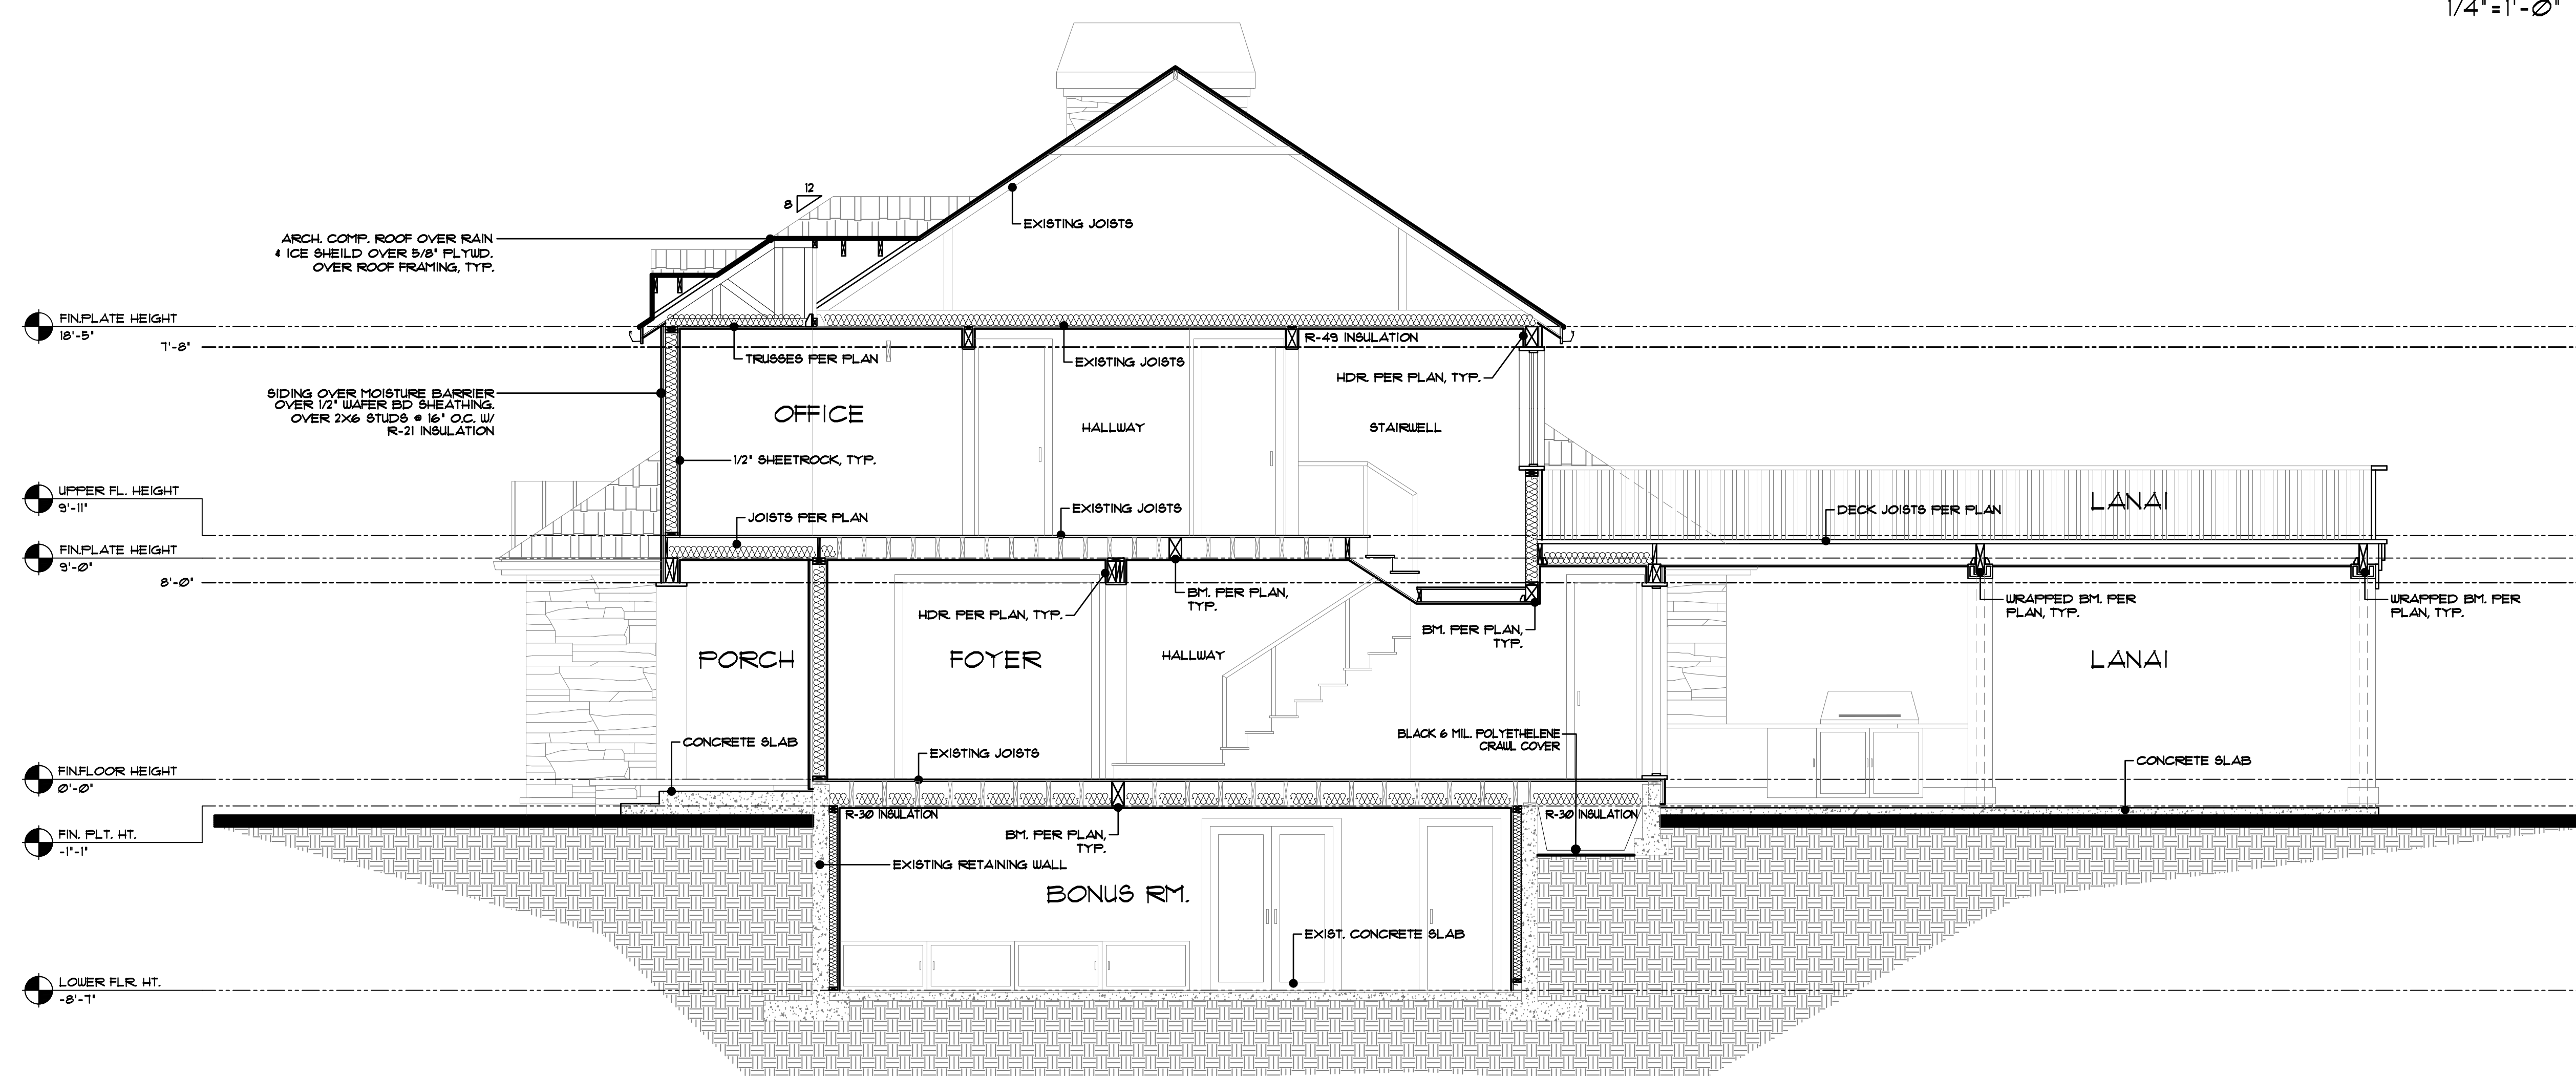 1/4"=1'-0"
12
8
EXISTING JOISTS
ARCH. COMP. ROOF OVER RAIN
& ICE SHEILD OVER 5/8" PLYWD.
OVER ROOF FRAMING, TYP.
FIN.PLATE HEIGHT
18'-5"
7'-8"
TRUSSES PER PLAN
EXISTING JOISTS
R-49 INSULATION
HDR. PER PLAN, TYP.
SIDING OVER MOISTURE BARRIER
OVER 1/2" WAFER BD SHEATHING.
OVER 2X6 STUDS @ 16" O.C. W/
R-21 INSULATION
OFFICE
HALLWAY
STAIRWELL
1/2" SHEETROCK, TYP.
UPPER FL. HEIGHT
9'-11"
JOISTS PER PLAN
EXISTING JOISTS
DECK JOISTS PER PLAN
LANAI
FIN.PLATE HEIGHT
9'-0"
8'-0"
HDR. PER PLAN, TYP.
BM. PER PLAN,
TYP.
BM. PER PLAN,
TYP.
WRAPPED BM. PER
PLAN, TYP.
WRAPPED BM. PER
PLAN, TYP.
PORCH
FOYER
HALLWAY
LANAI
CONCRETE SLAB
EXISTING JOISTS
BLACK 6 MIL. POLYETHELENE
CRAWL COVER
CONCRETE SLAB
FIN.FLOOR HEIGHT
0'-0"
R-30 INSULATION
BM. PER PLAN,
TYP.
R-30 INSULATION
FIN. PLT. HT.
-1"-1"
EXISTING RETAINING WALL
BONUS RM.
EXIST. CONCRETE SLAB
LOWER FLR. HT.
-8'-7"